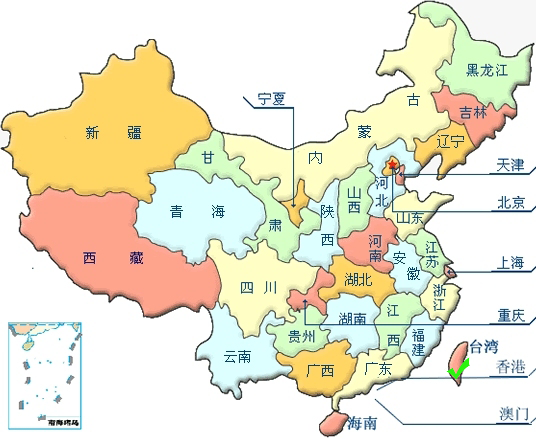 黑龙江
吉林
辽宁
内 蒙 古
宁夏
新 疆
甘 肃
天津
北京
河北
山西
陕西
山东
青 海
西 藏
河南
江苏
安徽
上海
四 川
湖北
浙江
重庆
湖南
江西
贵州
福建
云南
台湾
广西
广东
香港
澳门
海南
南海诸岛